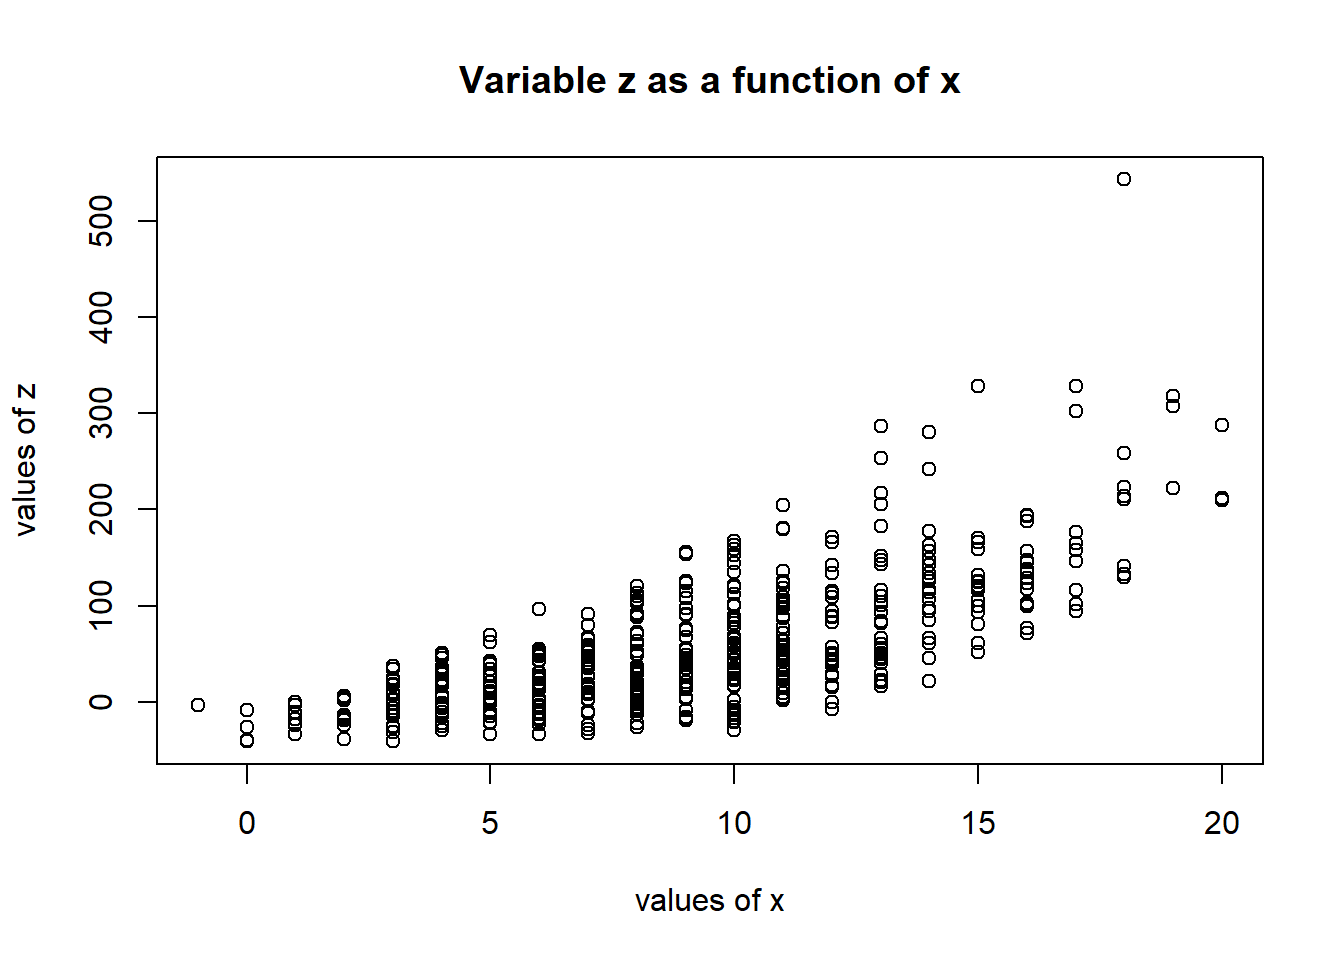 Variable z as a function of x
500
400
300
200
100
0
values of z
0 5 10 15 20
values of x